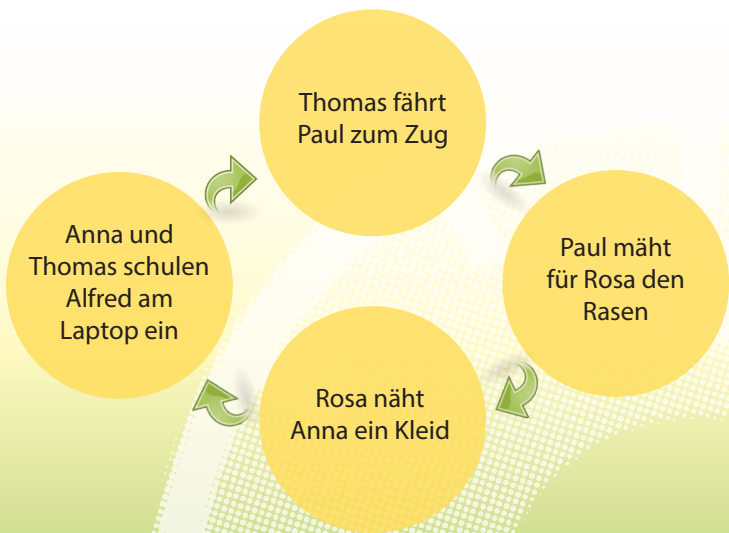 Thomas fährt
Paul zum Zug
Paul mäht
für Rosa den
Rasen
Rosa näht
Anna ein Kleid
Anna und
Thomas schulen
Alfred am
Laptop ein